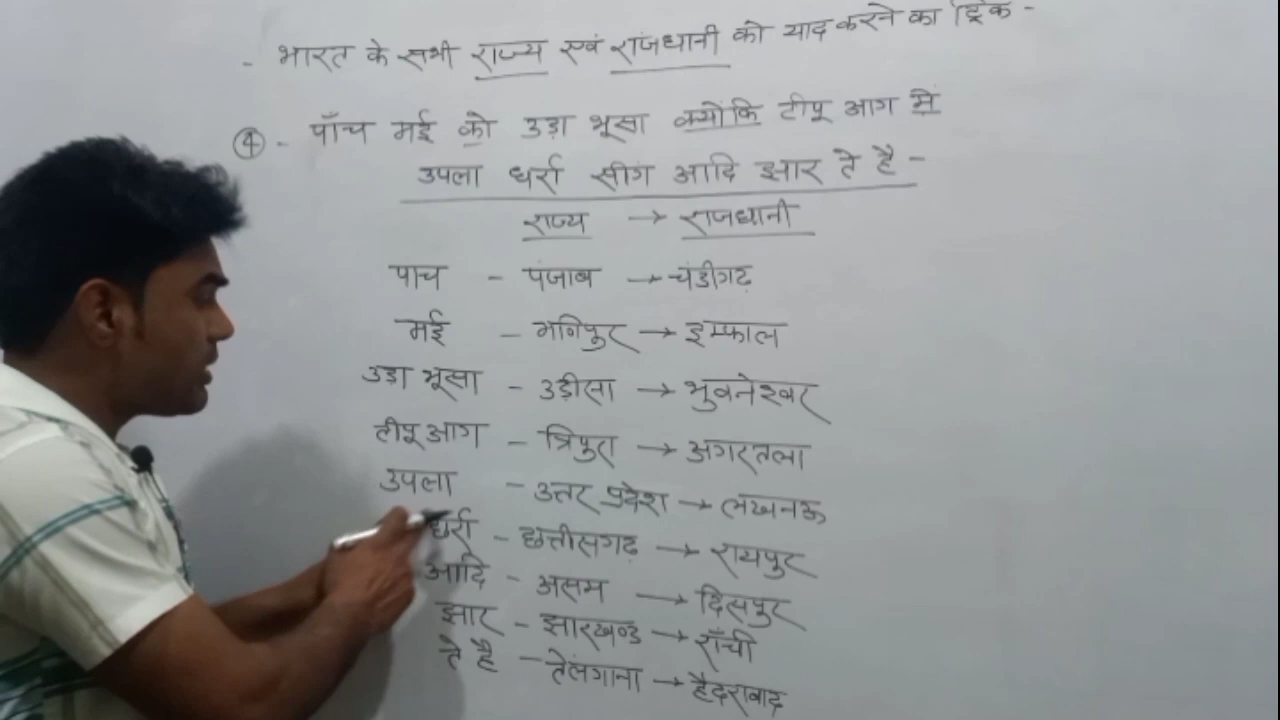 - भारत के सभी राज्य एवं राजधानी को याद करने का ट्रिक -
④ - पाँच मई को उड़ा भूसा क्योंकि टीपू आग में
उपला धर्रा सींग आदि झार ते है -
राज्य → राजधानी
पाच - पंजाब → चंडीगढ़
मई - मणिपुर → इम्फाल
उड़ा भूसा - उड़ीसा → भुवनेश्वर
टीपू आग - त्रिपुरा → अगरतला
उपला - उत्तर प्रदेश → लखनऊ
धर्रा - छत्तीसगढ़ → रायपुर
आदि - असम → दिसपुर
झार - झारखण्ड → राँची
ते है - तेलंगाना → हैदराबाद